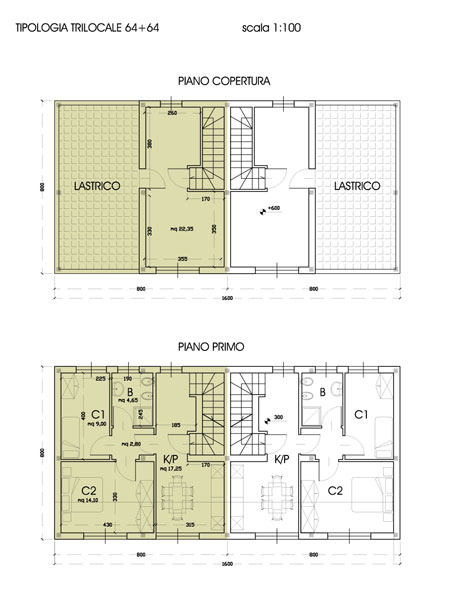 TIPOLOGIA TRILOCALE 64+64 scala 1:100
PIANO COPERTURA
260
380
800
LASTRICO
LASTRICO
170
+600
330
mq 22,35
350
355
800
800
1600
PIANO PRIMO
225
190
B
mq 4,65
B
C1
mq 9,00
400
245
185
300
C1
mq 2,80
K/P
mq 17,25
K/P
800
170
C2
mq 14,10
330
C2
430
315
800
800
1600